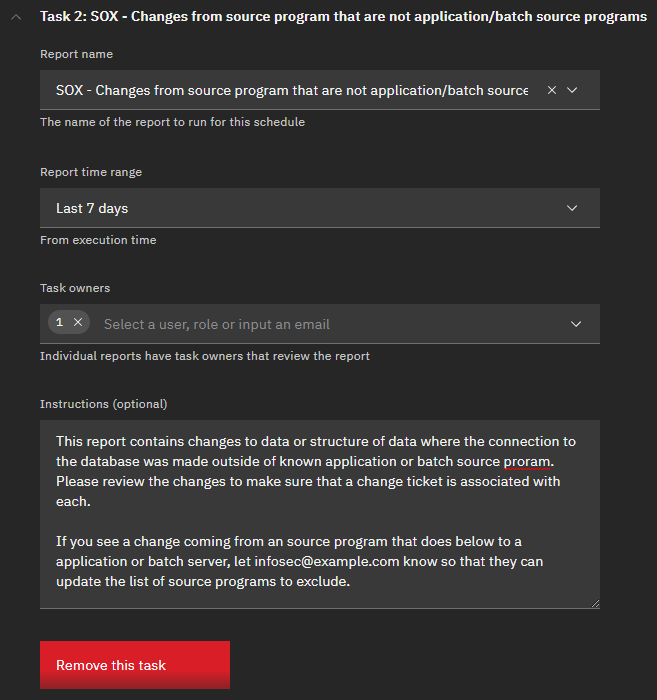 Task 2: SOX - Changes from source program that are not application/batch source programs
Report name
SOX - Changes from source program that are not application/batch source
The name of the report to run for this schedule
Report time range
Last 7 days
From execution time
Task owners
1 Select a user, role or input an email
Individual reports have task owners that review the report
Instructions (optional)
This report contains changes to data or structure of data where the connection to
the database was made outside of known application or batch source proram.
Please review the changes to make sure that a change ticket is associated with
each.
If you see a change coming from an source program that does below to a
application or batch server, let infosec@example.com know so that they can
update the list of source programs to exclude.
Remove this task